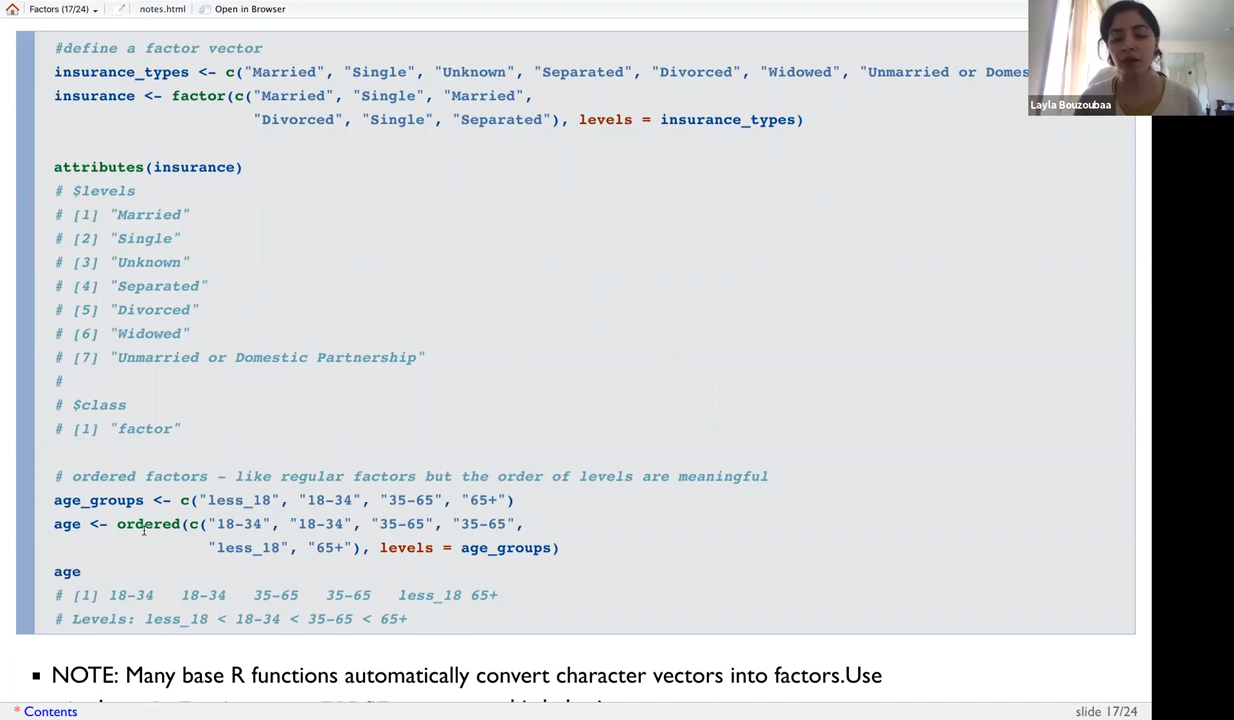 Factors (17/24)
notes.html
Open in Browser
#define a factor vector
insurance_types <- c("Married", "Single", "Unknown", "Separated", "Divorced", "Widowed", "Unmarried or Domes
insurance <- factor(c("Married", "Single", "Married",
"Divorced", "Single", "Separated"), levels = insurance_types)
attributes(insurance)
# $levels
# [1] "Married"
# [2] "Single"
# [3] "Unknown"
# [4] "Separated"
# [5] "Divorced"
# [6] "Widowed"
# [7] "Unmarried or Domestic Partnership"
#
# $class
# [1] "factor"
# ordered factors - like regular factors but the order of levels are meaningful
age_groups <- c("less_18", "18-34", "35-65", "65+")
age <- ordered(c("18-34", "18-34", "35-65", "35-65",
"less_18", "65+"), levels = age_groups)
age
# [1] 18-34   18-34   35-65   35-65   less_18 65+
# Levels: less_18 < 18-34 < 35-65 < 65+
▪ NOTE: Many base R functions automatically convert character vectors into factors.Use
* Contents
slide 17/24
Layla Bouzoubaa